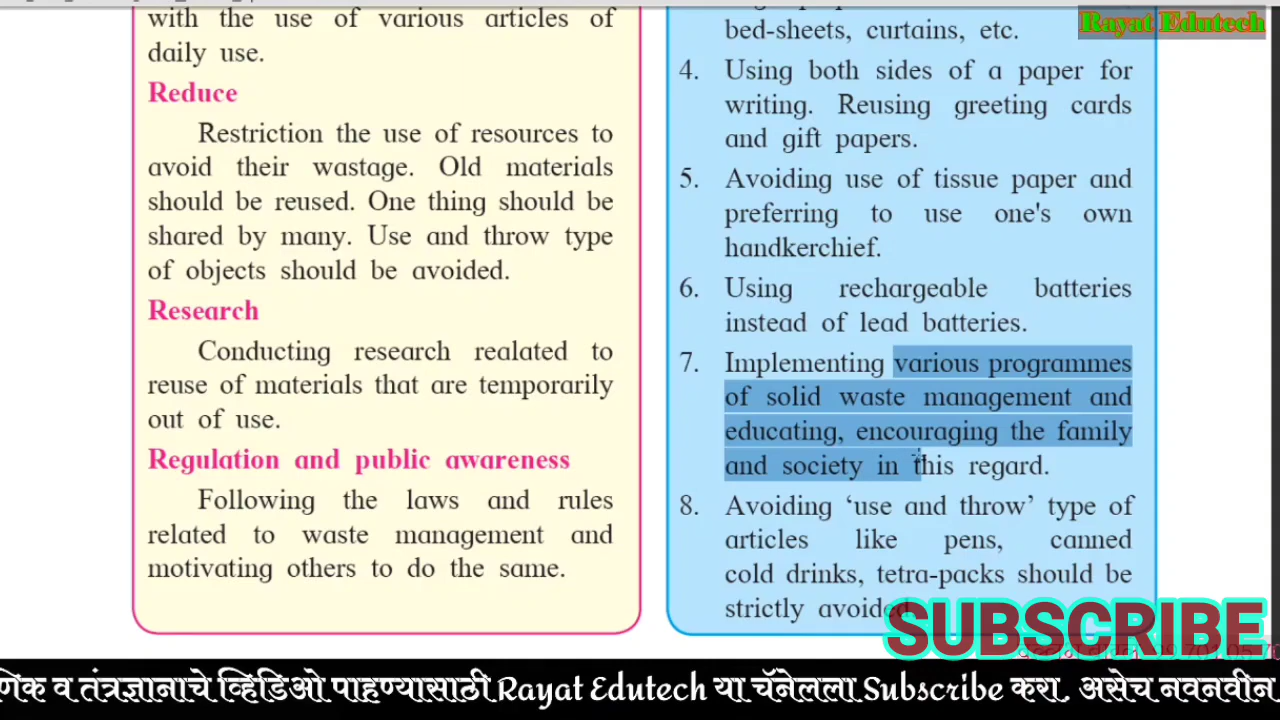 with the use of various articles of
daily use.
Reduce
Restriction the use of resources to
avoid their wastage. Old materials
should be reused. One thing should be
shared by many. Use and throw type
of objects should be avoided.
Research
Conducting research realated to
reuse of materials that are temporarily
out of use.
Regulation and public awareness
Following the laws and rules
related to waste management and
motivating others to do the same.
bed-sheets, curtains, etc.
4. Using both sides of a paper for
writing. Reusing greeting cards
and gift papers.
5. Avoiding use of tissue paper and
preferring to use one's own
handkerchief.
6. Using rechargeable batteries
instead of lead batteries.
7. Implementing various programmes
of solid waste management and
educating, encouraging the family
and society in this regard.
8. Avoiding ‘use and throw’ type of
articles like pens, canned
cold drinks, tetra-packs should be
strictly avoided
Rayat Edutech
SUBSCRIBE
व तंत्रज्ञानाचे व्हिडिओ पाहण्यासाठी Rayat Edutech या चॅनेलला Subscribe करा. असेच नवनवीन